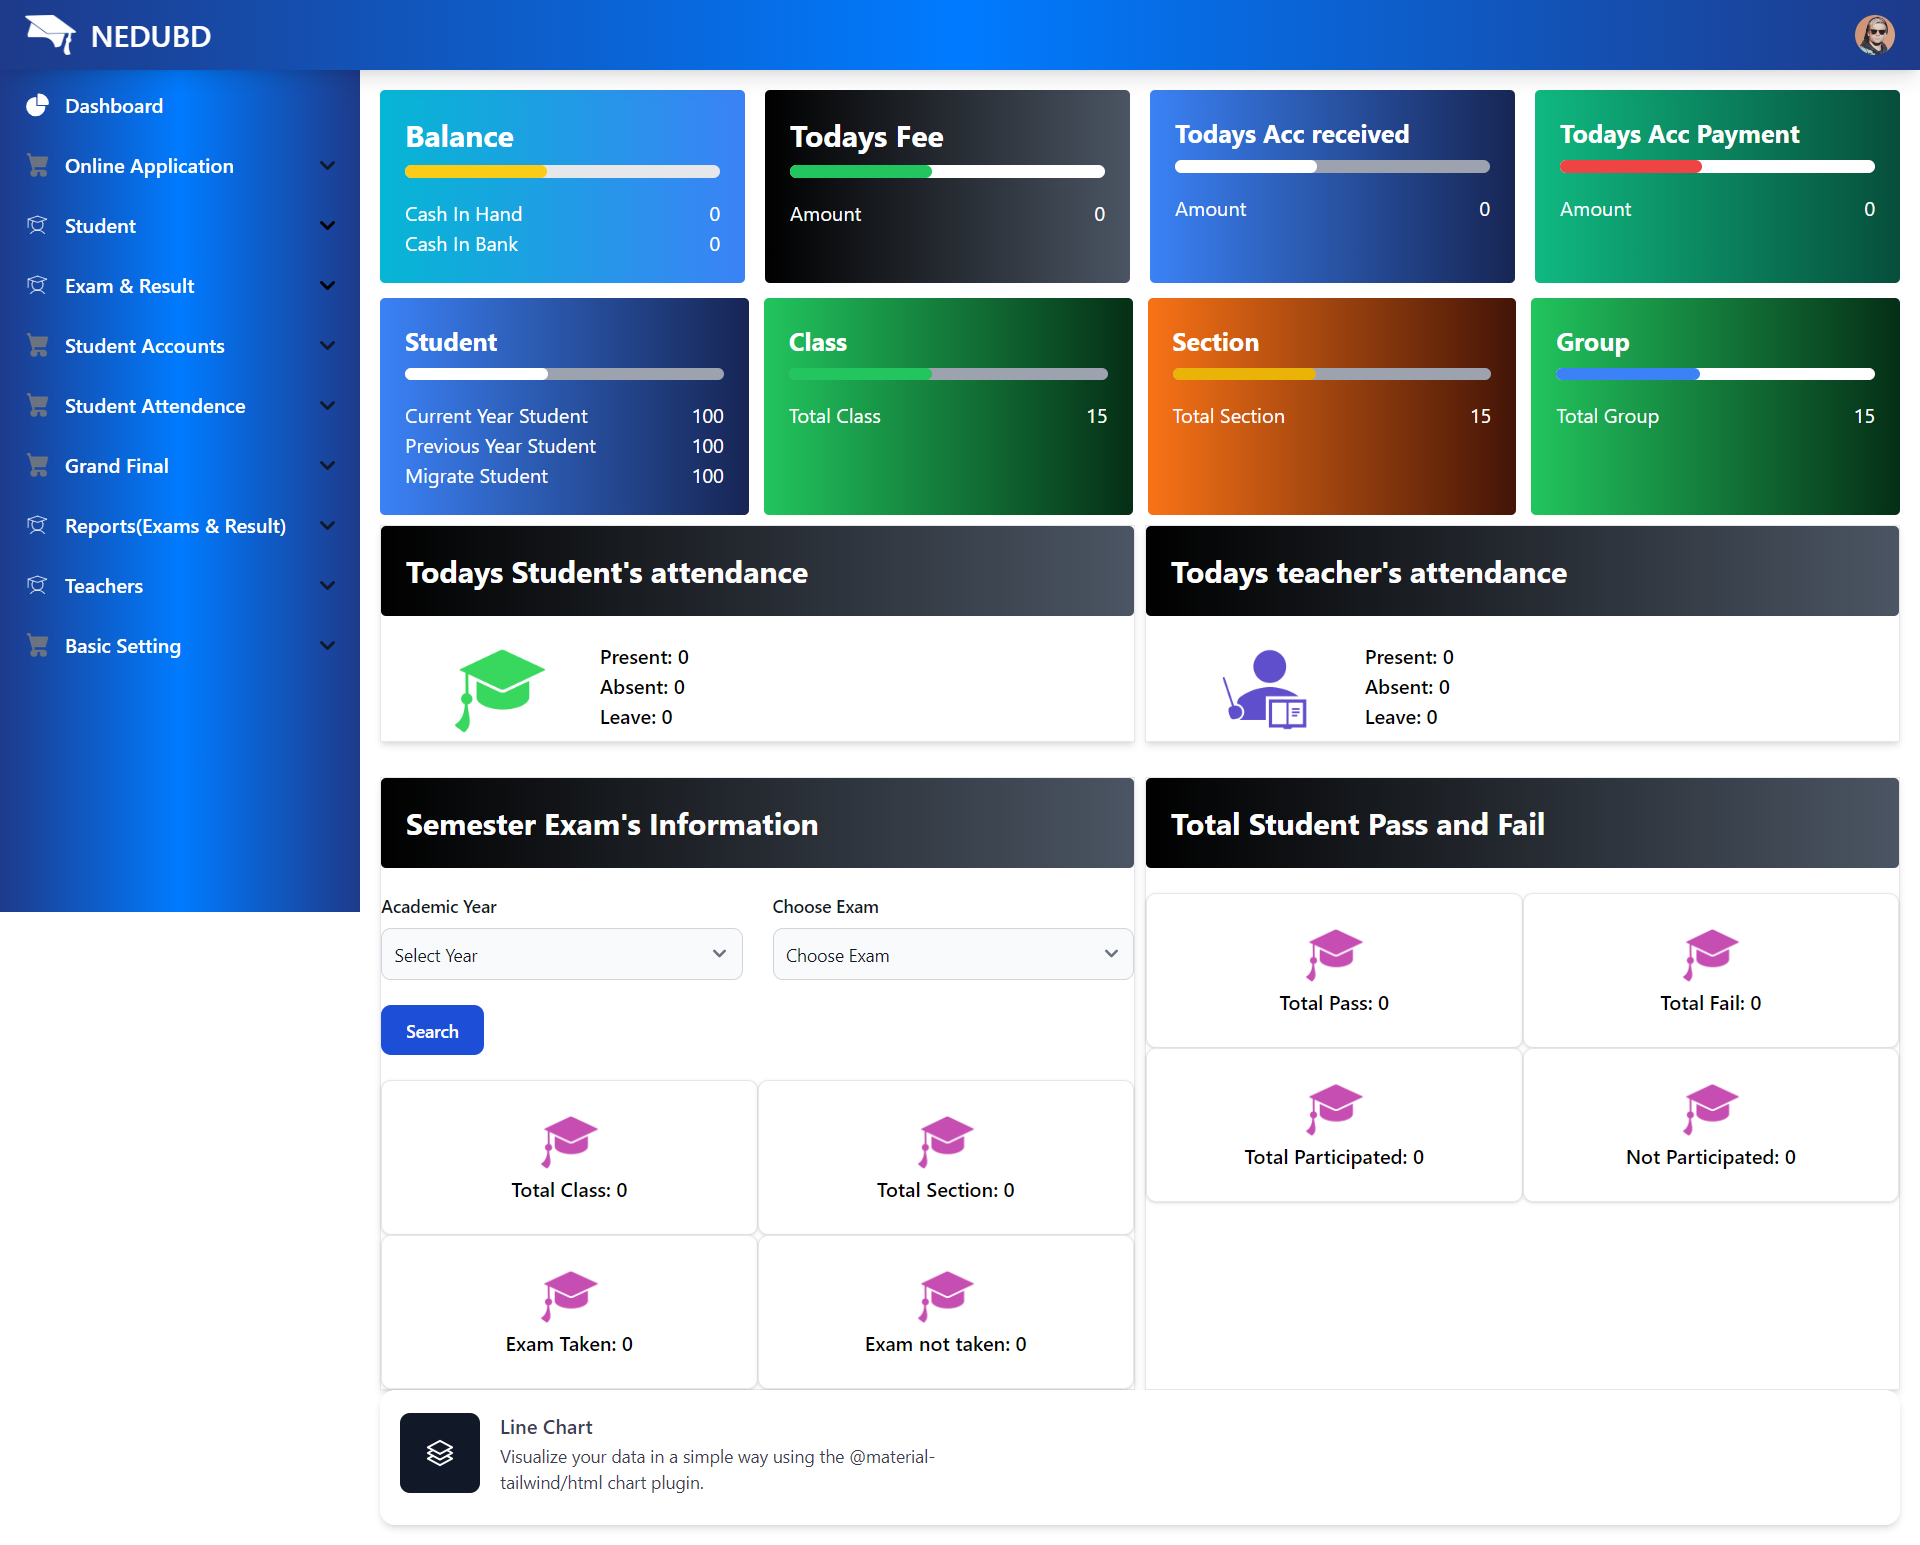 NEDUBD
Dashboard
Online Application
Student
Exam & Result
Student Accounts
Student Attendence
Grand Final
Reports(Exams & Result)
Teachers
Basic Setting
Balance
Cash In Hand 0
Cash In Bank 0
Todays Fee
Amount 0
Todays Acc received
Amount 0
Todays Acc Payment
Amount 0
Student
Current Year Student 100
Previous Year Student 100
Migrate Student 100
Class
Total Class 15
Section
Total Section 15
Group
Total Group 15
Todays Student's attendance
Present: 0
Absent: 0
Leave: 0
Todays teacher's attendance
Present: 0
Absent: 0
Leave: 0
Semester Exam's Information
Academic Year
Select Year
Choose Exam
Choose Exam
Search
Total Class: 0
Total Section: 0
Exam Taken: 0
Exam not taken: 0
Total Student Pass and Fail
Total Pass: 0
Total Fail: 0
Total Participated: 0
Not Participated: 0
Line Chart
Visualize your data in a simple way using the @material-
tailwind/html chart plugin.